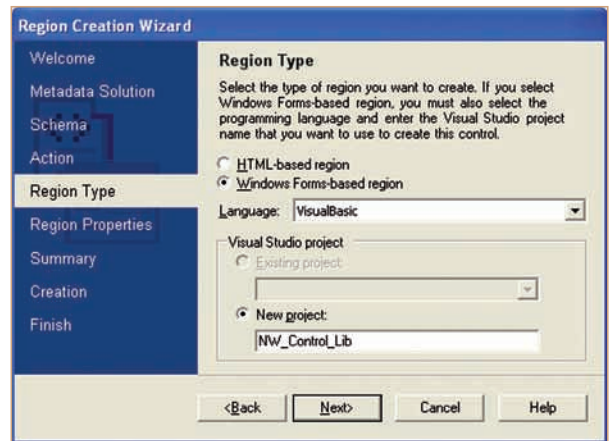 Region Creation Wizard
Welcome
Metadata Solution
Schema
Action
Region Type
Region Properties
Summary
Creation
Finish
Region Type
Select the type of region you want to create. If you select
Windows Forms-based region, you must also select the
programming language and enter the Visual Studio project
name that you want to use to create this control.
HTML-based region
Windows Forms-based region
Language: VisualBasic
Visual Studio project
Existing project:
New project:
NW_Control_Lib
<Back Next> Cancel Help